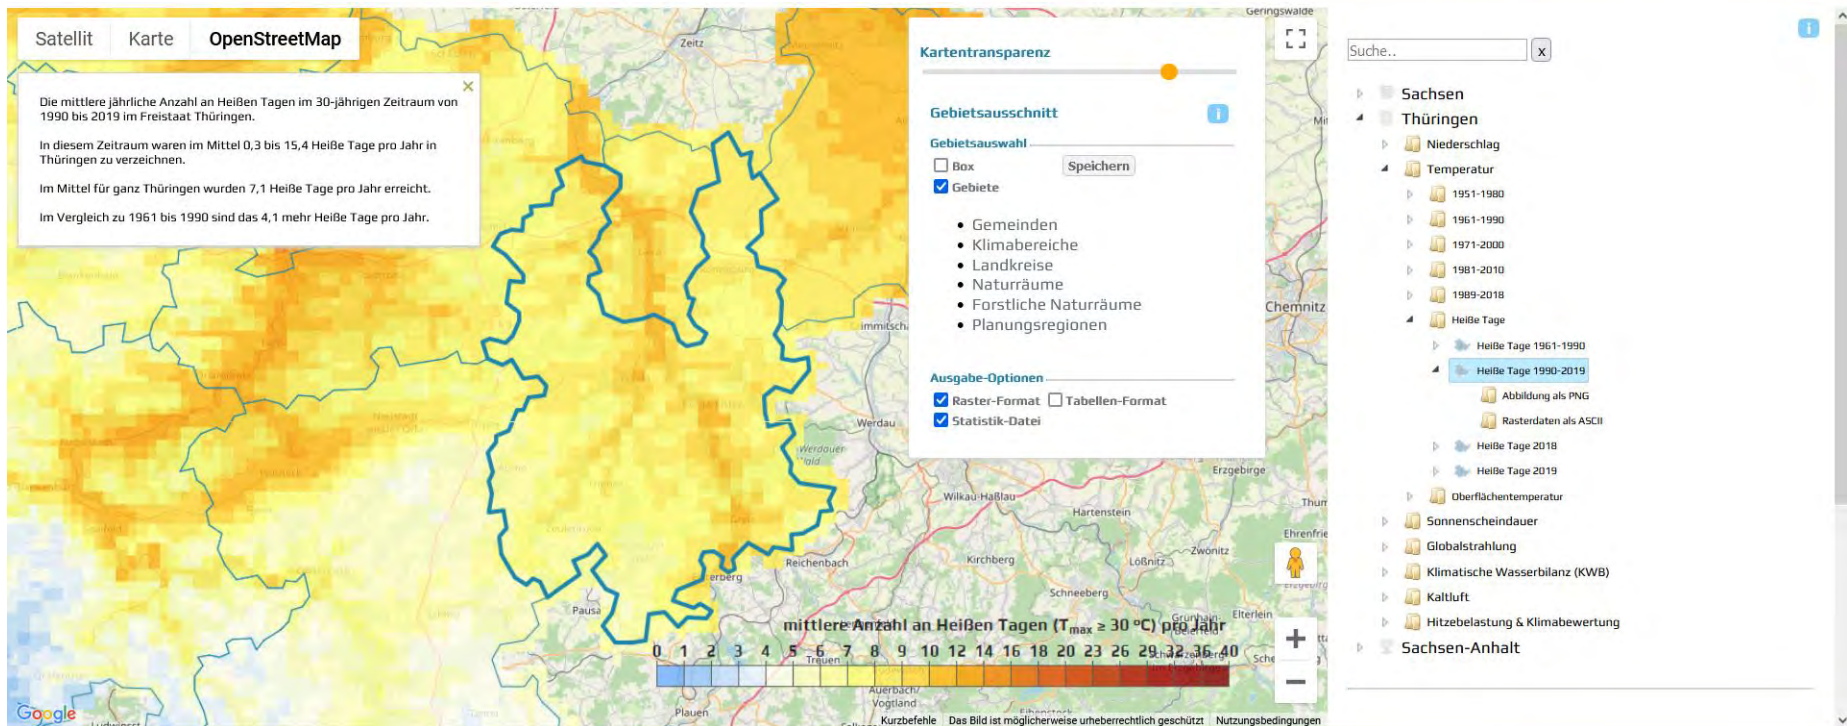 Satellit Karte OpenStreetMap
×
Die mittlere jährliche Anzahl an Heißen Tagen im 30-jährigen Zeitraum von
1990 bis 2019 im Freistaat Thüringen.
In diesem Zeitraum waren im Mittel 0,3 bis 15,4 Heiße Tage pro Jahr in
Thüringen zu verzeichnen.
Im Mittel für ganz Thüringen wurden 7,1 Heiße Tage pro Jahr erreicht.
Im Vergleich zu 1961 bis 1990 sind das 4,1 mehr Heiße Tage pro Jahr.
Zeitz
Geringswalde
Chemnitz
Werdau
Werdauer
Wald
Wilkau-Haßlau
Hartenstein
Erzgebirge
Thum
Reichenbach
Kirchberg
Lößnitz
Zwönitz
Schneeberg
Pausa
Elterlein
Treuen
Auerbach/
Vogtland
Plauen
Kartentransparenz
Gebietsausschnitt
i
Gebietsauswahl
Box
Speichern
Gebiete
• Gemeinden
• Klimabereiche
• Landkreise
• Naturräume
• Forstliche Naturräume
• Planungsregionen
Ausgabe-Optionen
Raster-Format Tabellen-Format
Statistik-Datei
mittlere Anzahl an Heißen Tagen (Tmax ≥ 30 °C) pro Jahr
0 1 2 3 4 5 6 7 8 9 10 12 14 16 18 20 23 26 29 32 36 40
+
−
Google
Kurzbefehle Das Bild ist möglicherweise urheberrechtlich geschützt Nutzungsbedingungen
i
Suche.. x
Sachsen
Thüringen
Niederschlag
Temperatur
1951-1980
1961-1990
1971-2000
1981-2010
1989-2018
Heiße Tage
Heiße Tage 1961-1990
Heiße Tage 1990-2019
Abbildung als PNG
Rasterdaten als ASCII
Heiße Tage 2018
Heiße Tage 2019
Oberflächentemperatur
Sonnenscheindauer
Globalstrahlung
Klimatische Wasserbilanz (KWB)
Kaltluft
Hitzebelastung & Klimabewertung
Sachsen-Anhalt